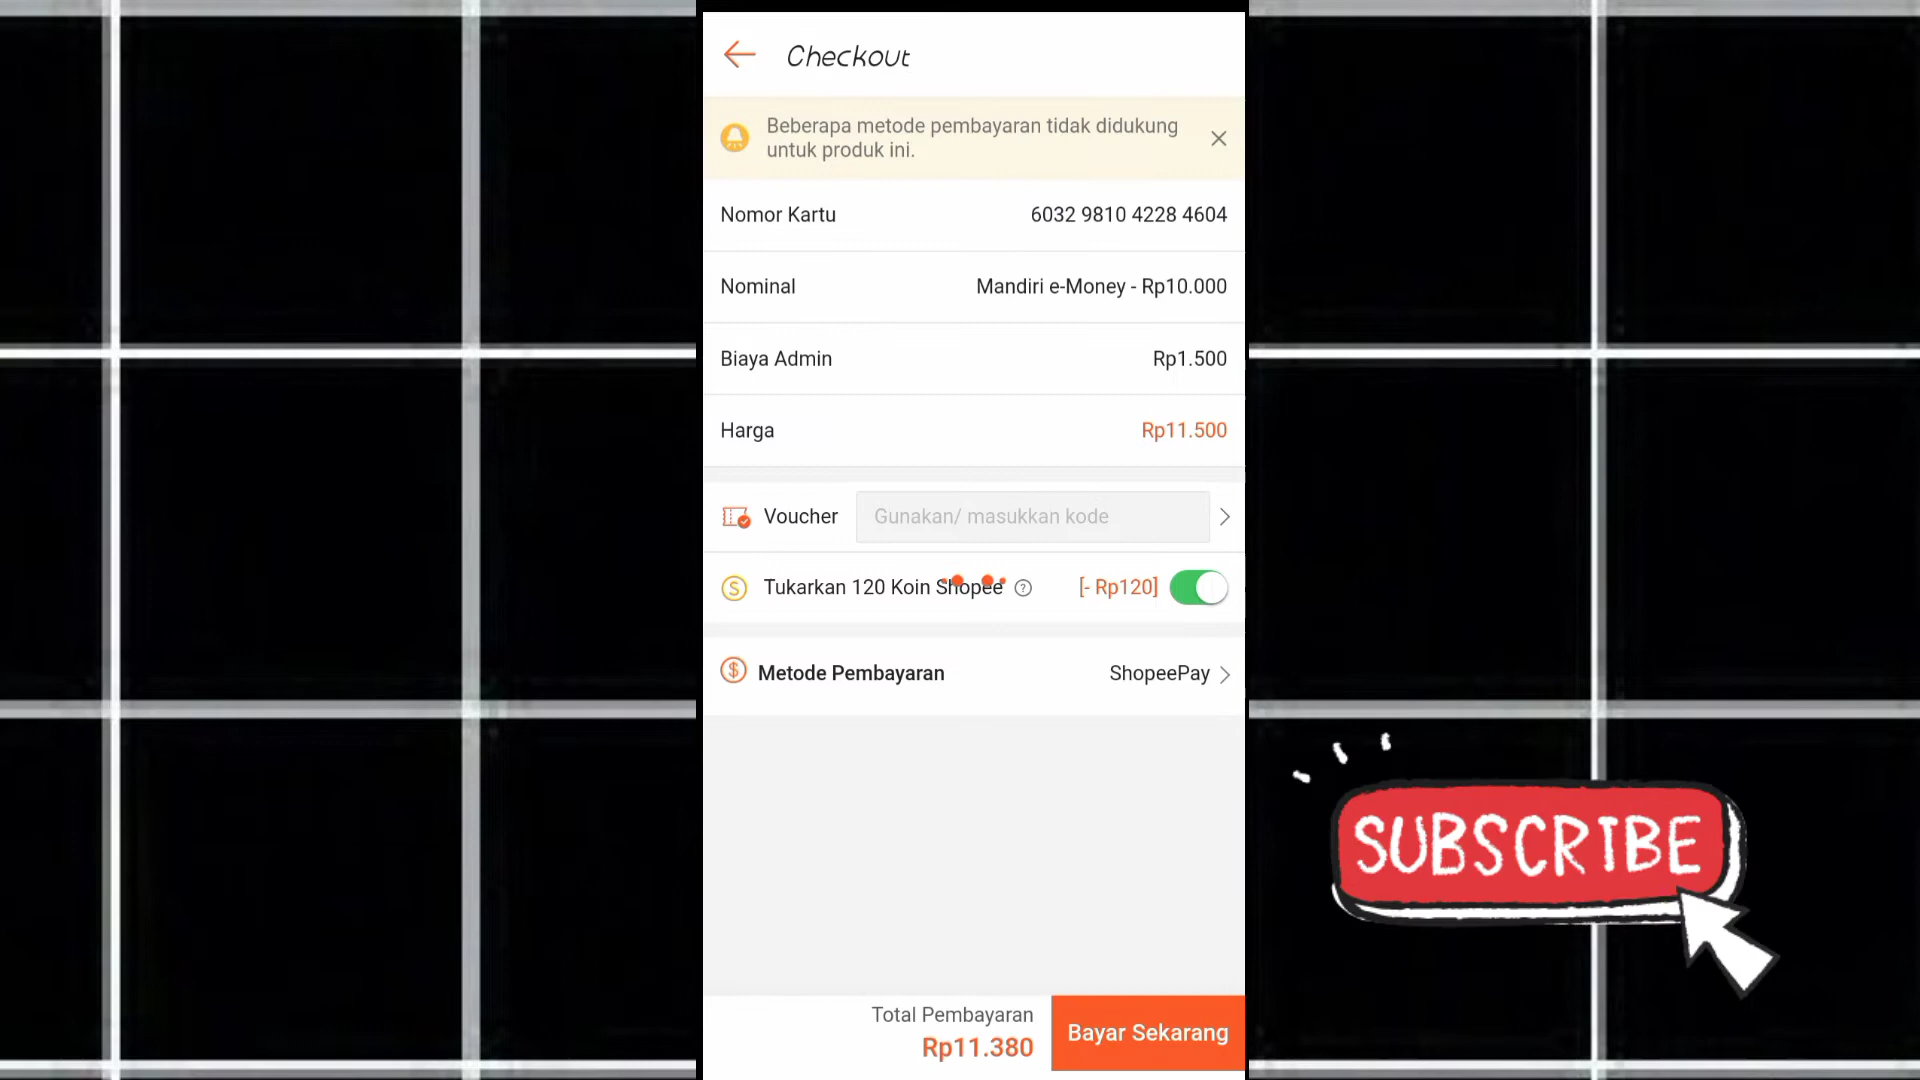 Checkout
Beberapa metode pembayaran tidak didukung
untuk produk ini.
Nomor Kartu 6032 9810 4228 4604
Nominal Mandiri e-Money - Rp10.000
Biaya Admin Rp1.500
Harga Rp11.500
Voucher Gunakan/ masukkan kode
Tukarkan 120 Koin Shopee ? [- Rp120]
Metode Pembayaran ShopeePay
Total Pembayaran
Rp11.380
Bayar Sekarang
SUBSCRIBE